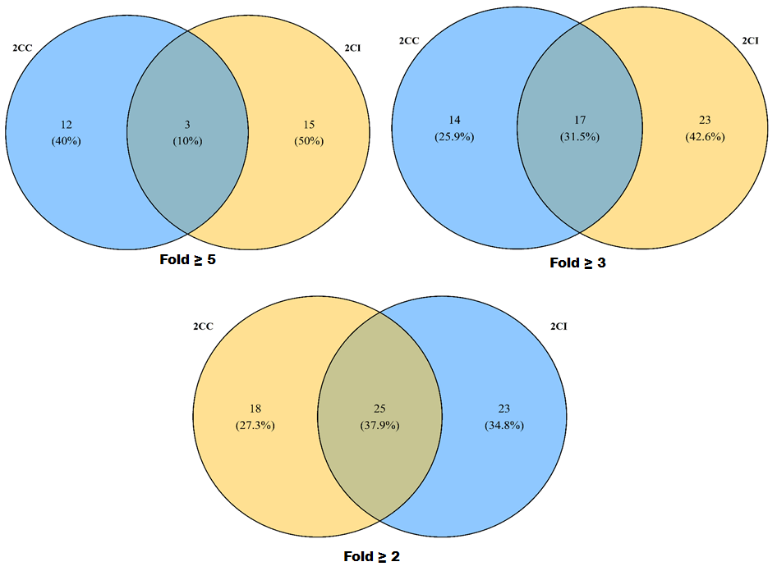 2CC
2CI
12
(40%)
3
(10%)
15
(50%)
Fold ≥ 5
2CC
2CI
14
(25.9%)
17
(31.5%)
23
(42.6%)
Fold ≥ 3
2CC
2CI
18
(27.3%)
25
(37.9%)
23
(34.8%)
Fold ≥ 2